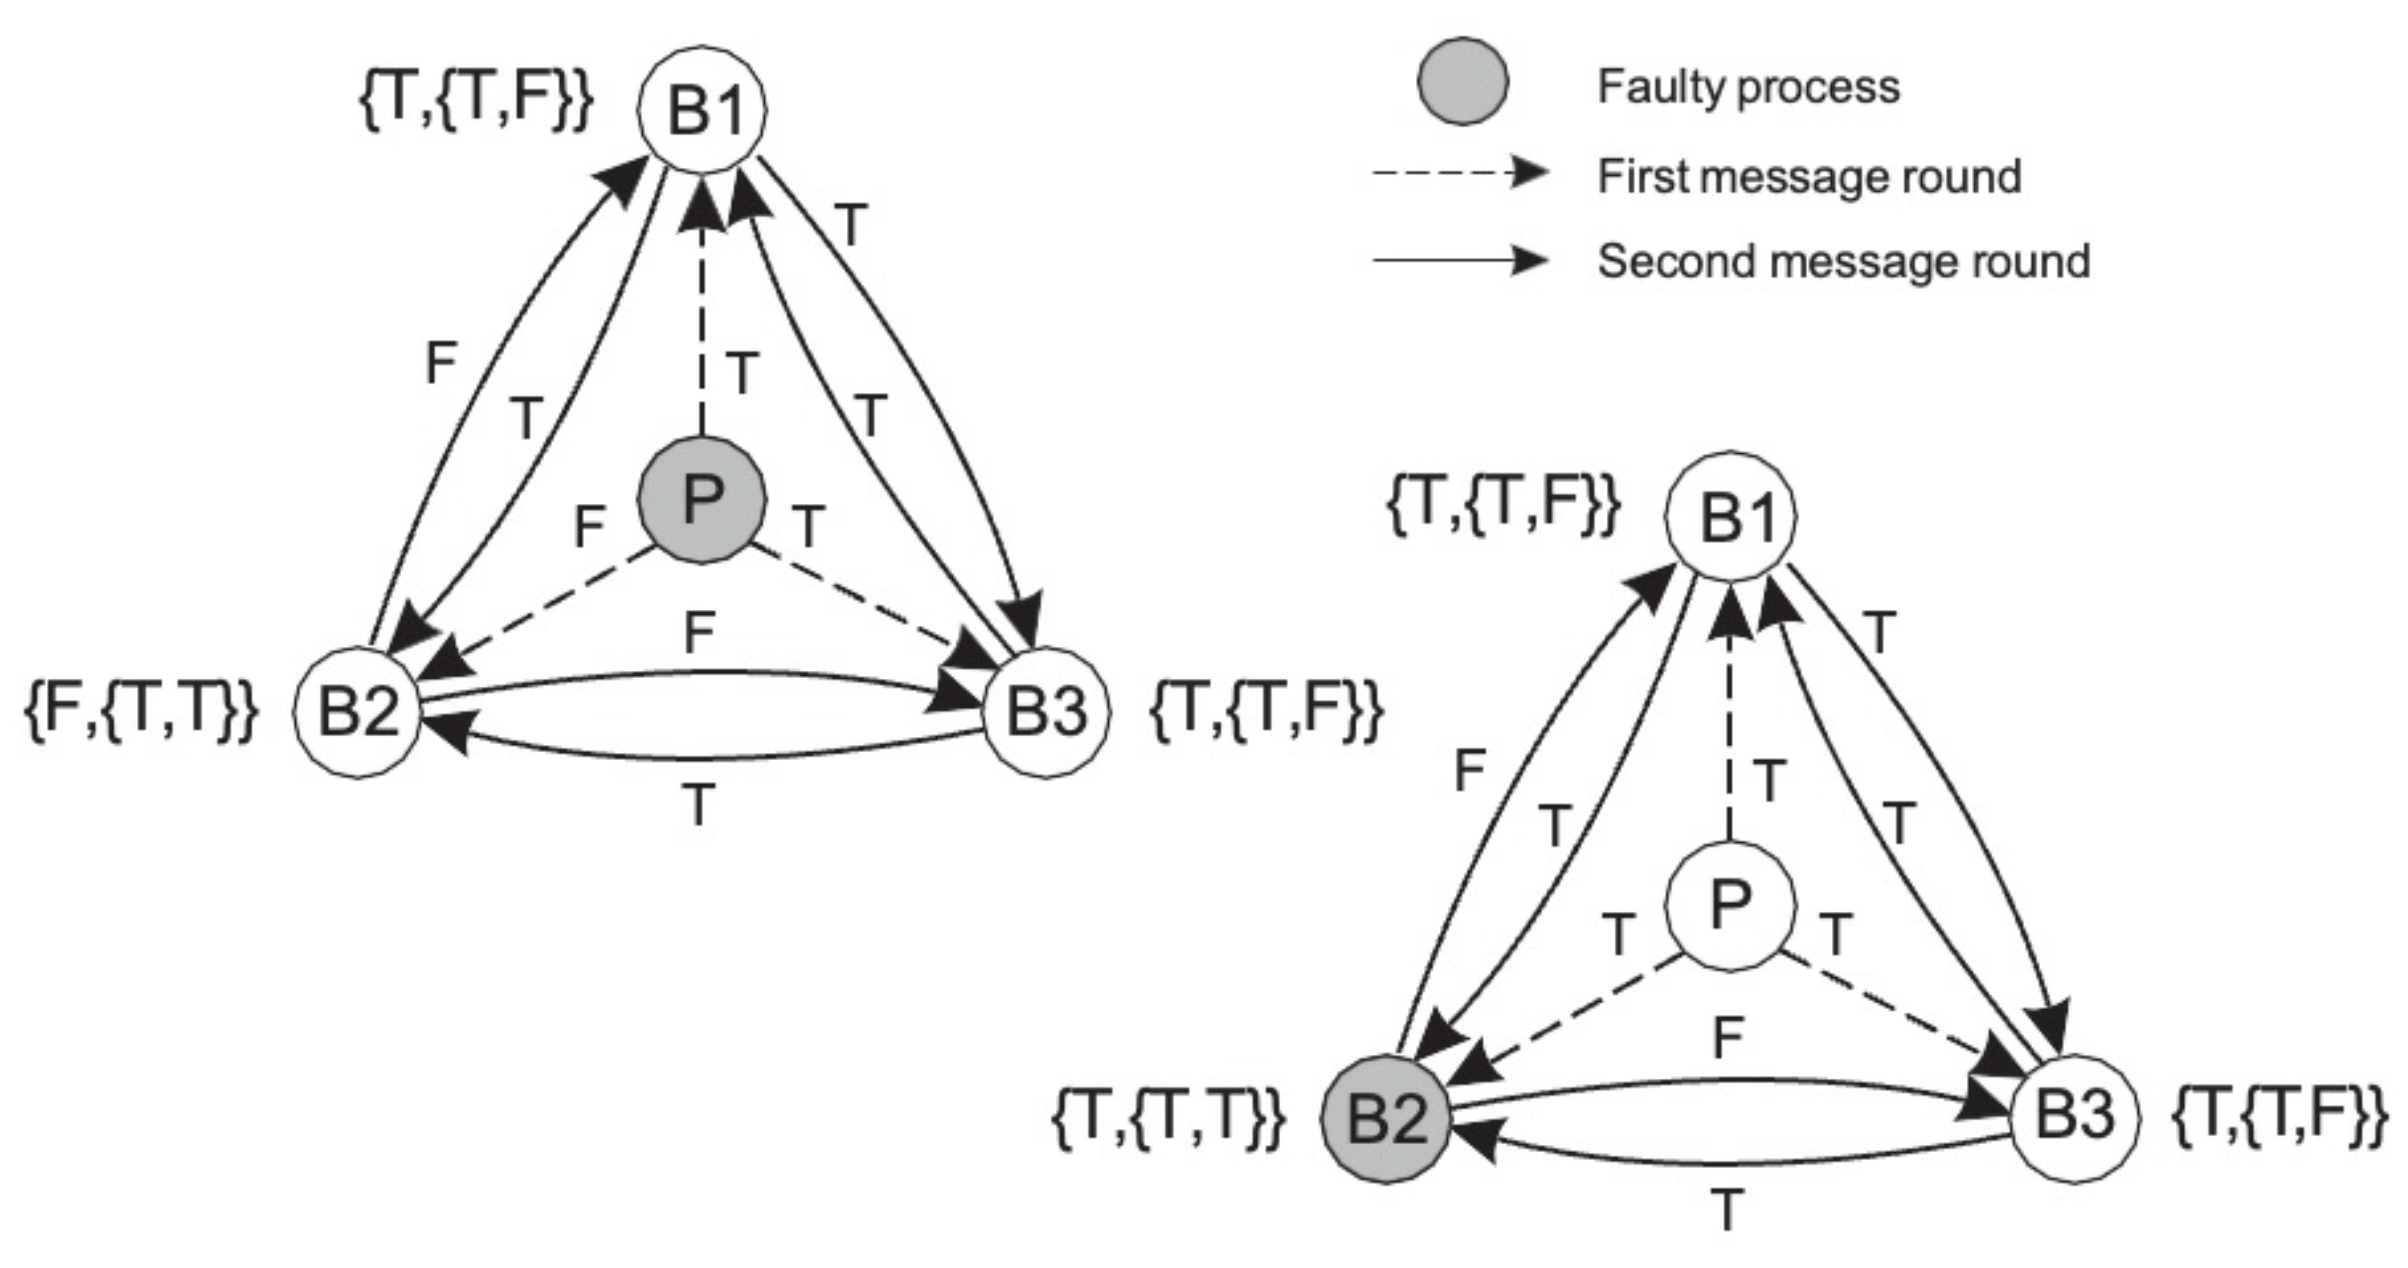 {T,{T,F}}
B1
T
F
T
T
T
P
F
T
F
{F,{T,T}}
B2
B3
{T,{T,F}}
T
Faulty process
First message round
Second message round
{T,{T,F}}
B1
T
F
T
T
T
P
T
T
F
{T,{T,T}}
B2
B3
{T,{T,F}}
T